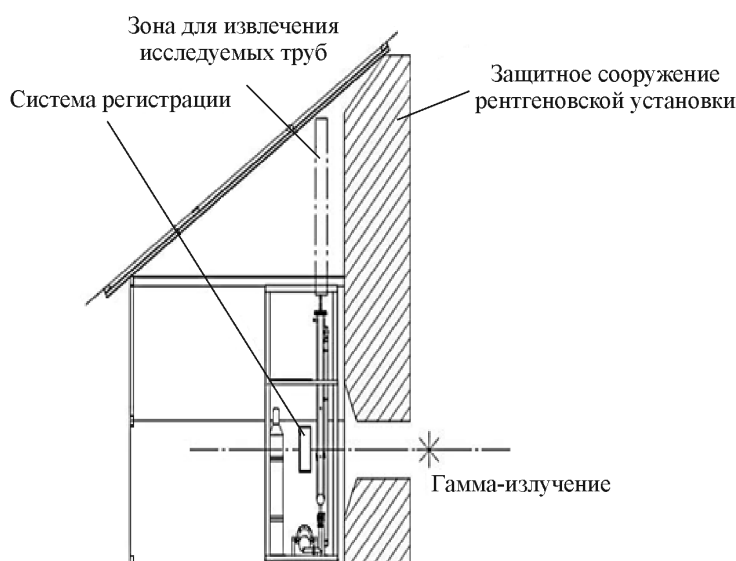 Зона для извлечения
исследуемых труб
Система регистрации
Защитное сооружение
рентгеновской установки
Гамма-излучение